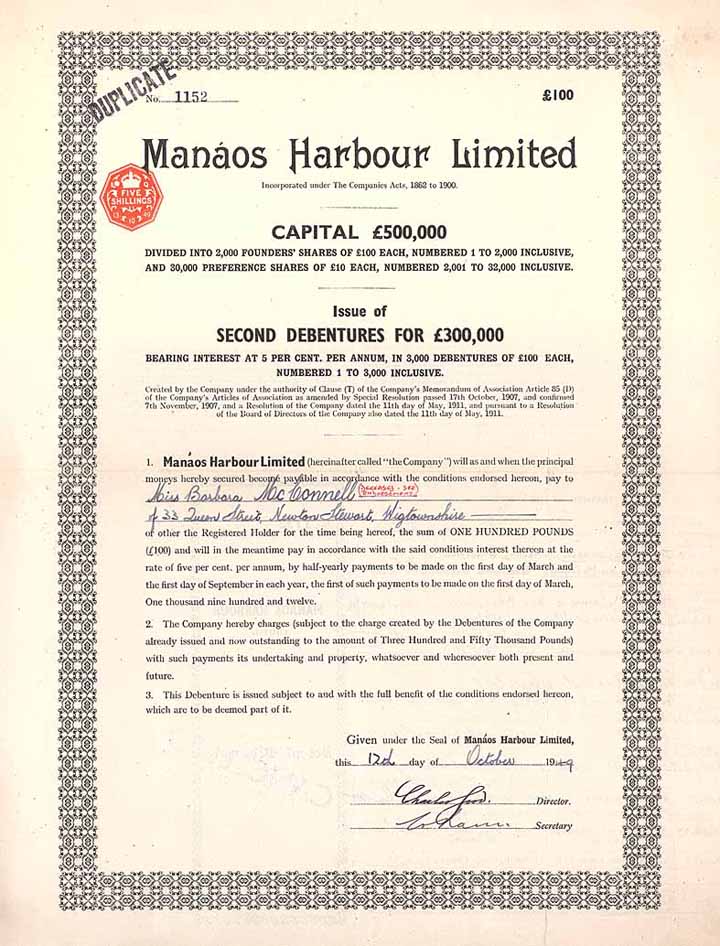 DUPLICATE
No. 1152
£100
Manáos Harbour Limited
Incorporated under The Companies Acts, 1862 to 1900.
FIVE
SHILLINGS
CAPITAL £500,000
DIVIDED INTO 2,000 FOUNDERS' SHARES OF £100 EACH, NUMBERED 1 TO 2,000 INCLUSIVE,
AND 30,000 PREFERENCE SHARES OF £10 EACH, NUMBERED 2,001 TO 32,000 INCLUSIVE.
Issue of
SECOND DEBENTURES FOR £300,000
BEARING INTEREST AT 5 PER CENT. PER ANNUM, IN 3,000 DEBENTURES OF £100 EACH,
NUMBERED 1 TO 3,000 INCLUSIVE.
Created by the Company under the authority of Clause (T) of the Company's Memorandum of Association Article 85 (D)
of the Company's Articles of Association as amended by Special Resolution passed 17th October, 1907, and confirmed
7th November, 1907, and a Resolution of the Company dated the 11th day of May, 1911, and pursuant to a Resolution
of the Board of Directors of the Company also dated the 11th day of May, 1911.
1. Manáos Harbour Limited (hereinafter called "the Company") will as and when the principal
moneys hereby secured become payable in accordance with the conditions endorsed hereon, pay to
Miss Barbara McConnell (DECEASED - SEE
ENDORSEMENT)
of 33 Queen Street, Newton Stewart, Wigtownshire
or other the Registered Holder for the time being hereof, the sum of ONE HUNDRED POUNDS
(£100) and will in the meantime pay in accordance with the said conditions interest thereon at the
rate of five per cent. per annum, by half-yearly payments to be made on the first day of March and
the first day of September in each year, the first of such payments to be made on the first day of March,
One thousand nine hundred and twelve.
2. The Company hereby charges (subject to the charge created by the Debentures of the Company
already issued and now outstanding to the amount of Three Hundred and Fifty Thousand Pounds)
with such payments its undertaking and property, whatsoever and wheresoever both present and
future.
3. This Debenture is issued subject to and with the full benefit of the conditions endorsed hereon,
which are to be deemed part of it.
Given under the Seal of Manáos Harbour Limited,
this 12th day of October 1949
Charles Good. Director.
Secretary